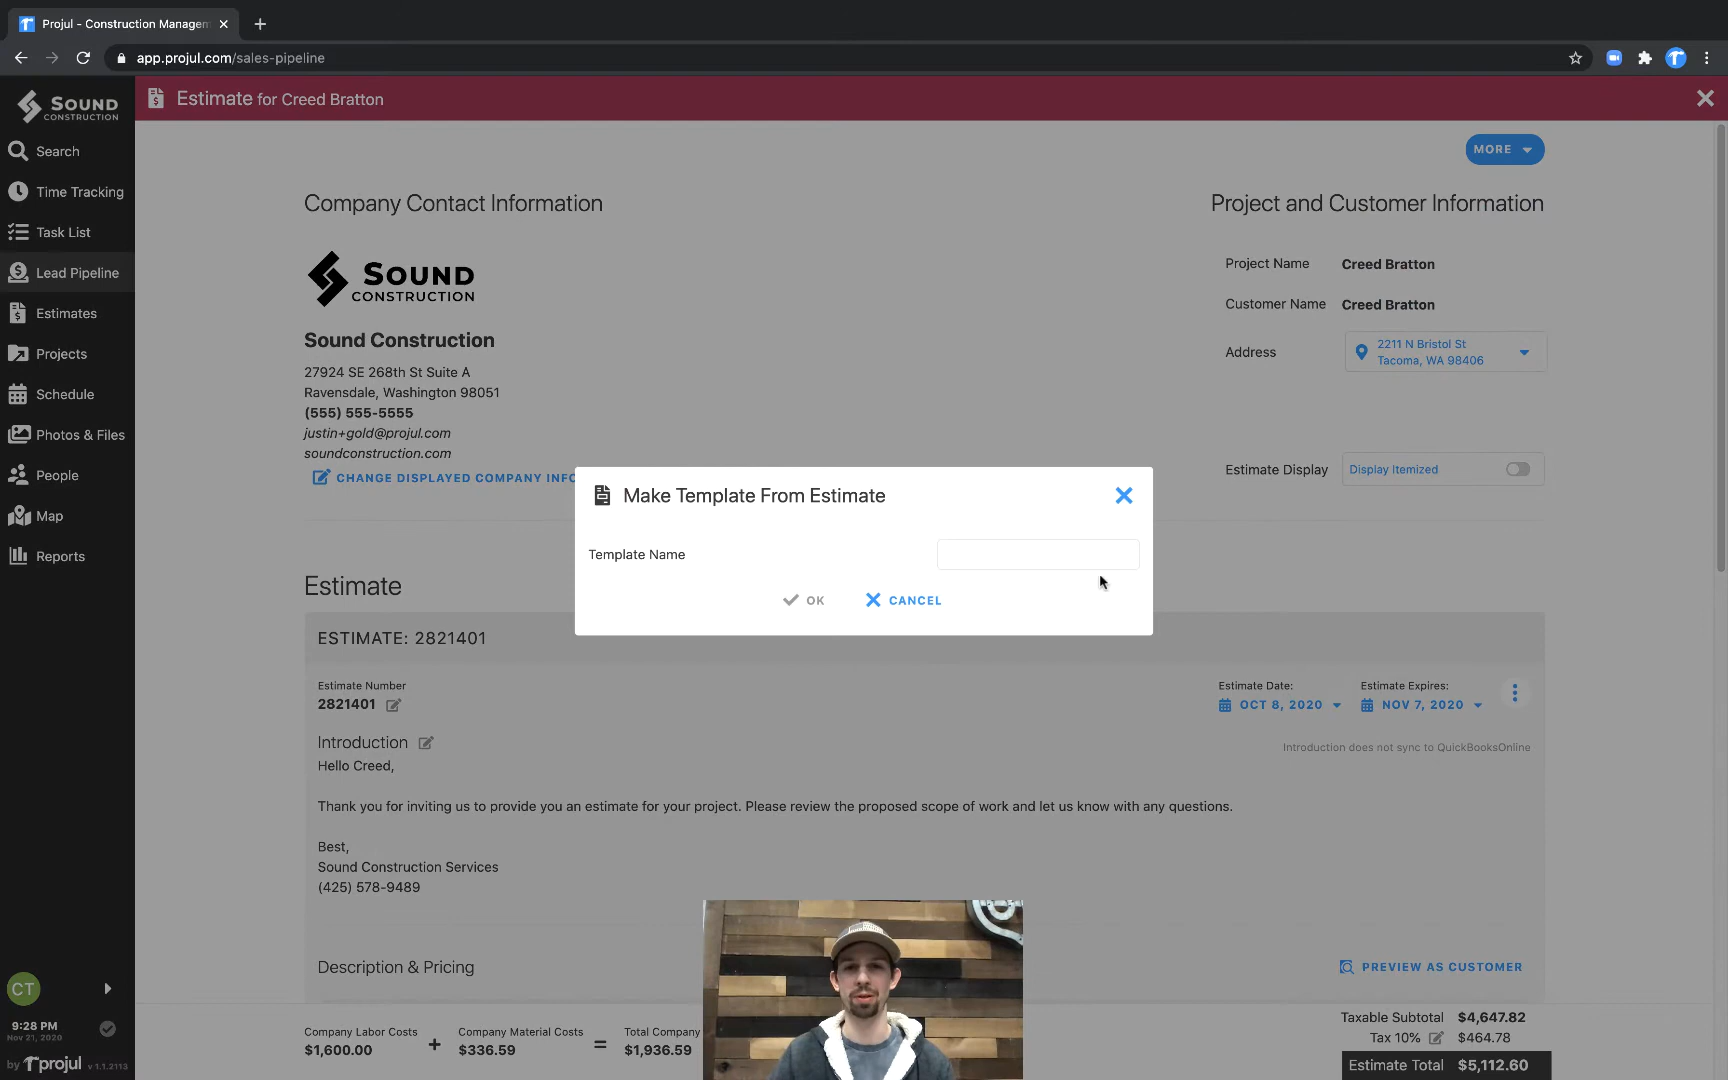 Projul - Construction Managem
app.projul.com/sales-pipeline
SOUND
CONSTRUCTION
Estimate for Creed Bratton
Search
Time Tracking
Task List
Lead Pipeline
Estimates
Projects
Schedule
Photos & Files
People
Map
Reports
CT
9:28 PM
Nov 21, 2020
by projul v 1.1.2113
MORE
Company Contact Information
SOUND
CONSTRUCTION
Sound Construction
27924 SE 268th St Suite A
Ravensdale, Washington 98051
(555) 555-5555
justin+gold@projul.com
soundconstruction.com
CHANGE DISPLAYED COMPANY INFO
Project and Customer Information
Project Name Creed Bratton
Customer Name Creed Bratton
Address
2211 N Bristol St
Tacoma, WA 98406
Estimate Display Display Itemized
Make Template From Estimate
Template Name
OK CANCEL
Estimate
ESTIMATE: 2821401
Estimate Number
2821401
Estimate Date:
OCT 8, 2020
Estimate Expires:
NOV 7, 2020
Introduction
Introduction does not sync to QuickBooksOnline
Hello Creed,
Thank you for inviting us to provide you an estimate for your project. Please review the proposed scope of work and let us know with any questions.
Best,
Sound Construction Services
(425) 578-9489
Description & Pricing
PREVIEW AS CUSTOMER
Company Labor Costs
$1,600.00
+
Company Material Costs
$336.59
=
Total Company
$1,936.59
Taxable Subtotal $4,647.82
Tax 10% $464.78
Estimate Total $5,112.60